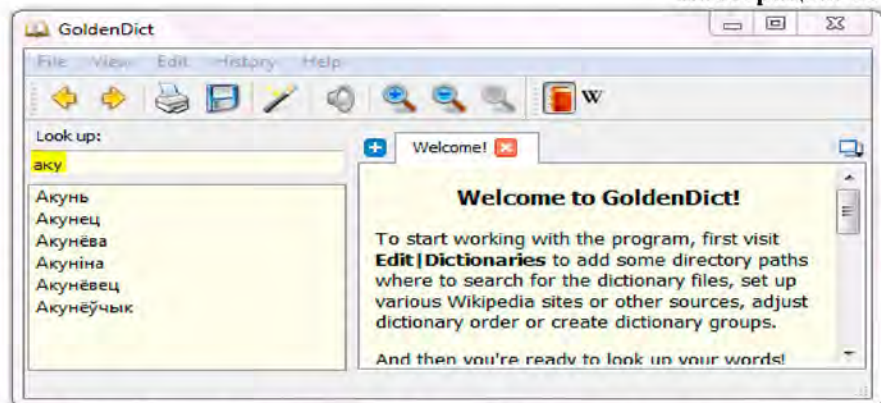 GoldenDict
File View Edit History Help
W
Look up:
аку
Акунь
Акунец
Акунёва
Акуніна
Акунёвец
Акунёўчык
Welcome!
Welcome to GoldenDict!
To start working with the program, first visit
Edit|Dictionaries to add some directory paths
where to search for the dictionary files, set up
various Wikipedia sites or other sources, adjust
dictionary order or create dictionary groups.
And then you're ready to look up your words!